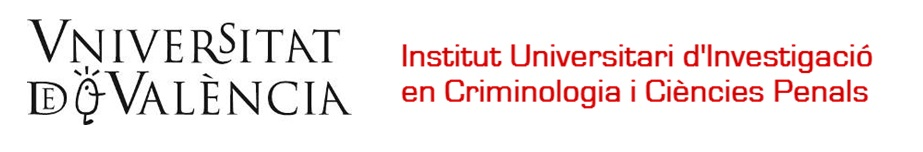 VNIVERSITAT
DE VALÈNCIA
Institut Universitari d'Investigació
en Criminologia i Ciències Penals